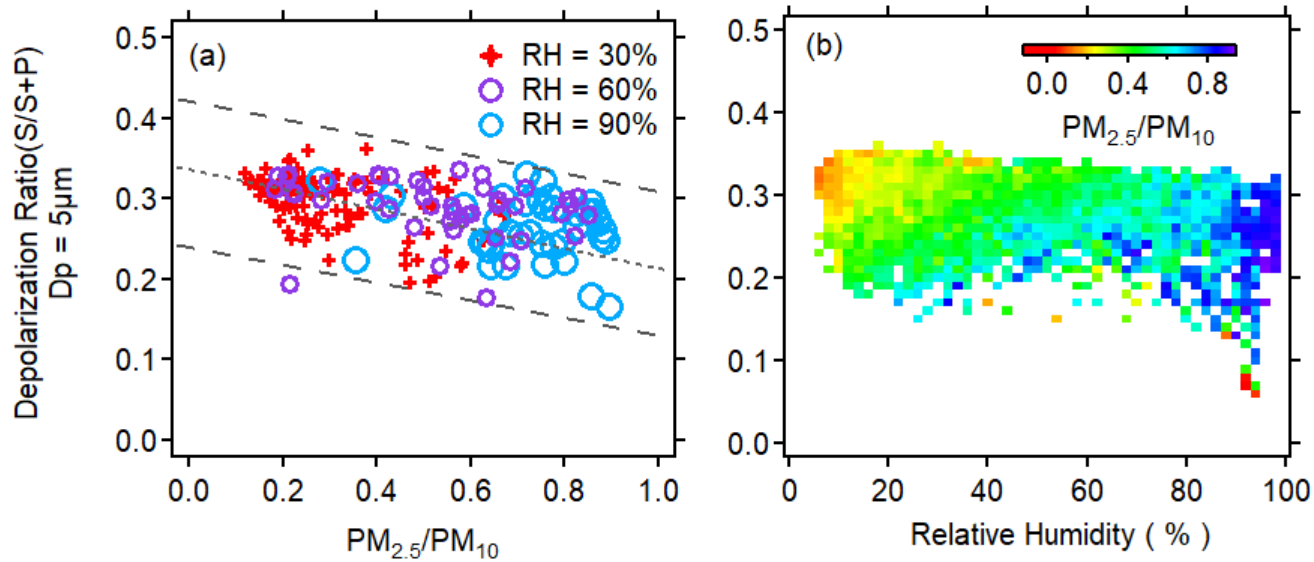 Depolarization Ratio(S/S+P)
Dp = 5µm
(a)
RH = 30%
RH = 60%
RH = 90%
0.5
0.4
0.3
0.2
0.1
0.0
0.0 0.2 0.4 0.6 0.8 1.0
PM2.5/PM10
(b)
0.0 0.4 0.8
PM2.5/PM10
0.5
0.4
0.3
0.2
0.1
0.0
0 20 40 60 80 100
Relative Humidity ( % )